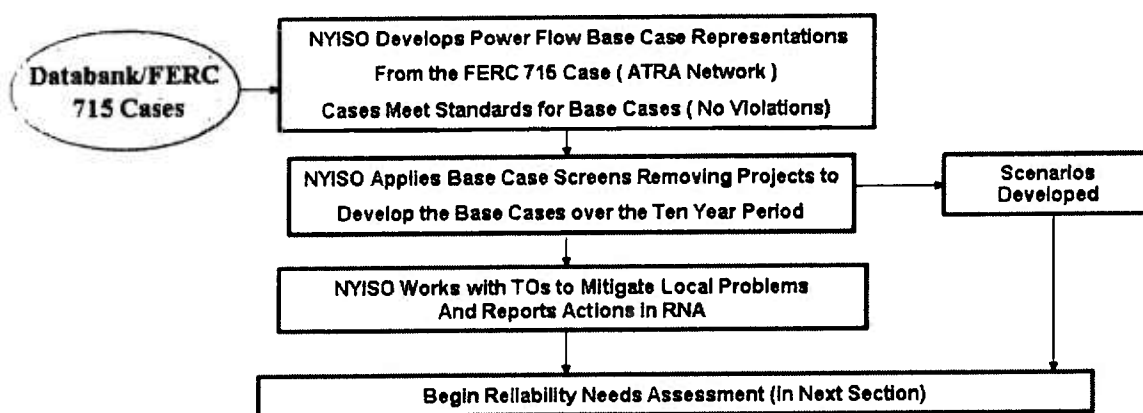 Databank/FERC
715 Cases
NYISO Develops Power Flow Base Case Representations
From the FERC 715 Case ( ATRA Network )
Cases Meet Standards for Base Cases ( No Violations)
NYISO Applies Base Case Screens Removing Projects to
Develop the Base Cases over the Ten Year Period
Scenarios
Developed
NYISO Works with TOs to Mitigate Local Problems
And Reports Actions in RNA
Begin Reliability Needs Assessment (in Next Section)